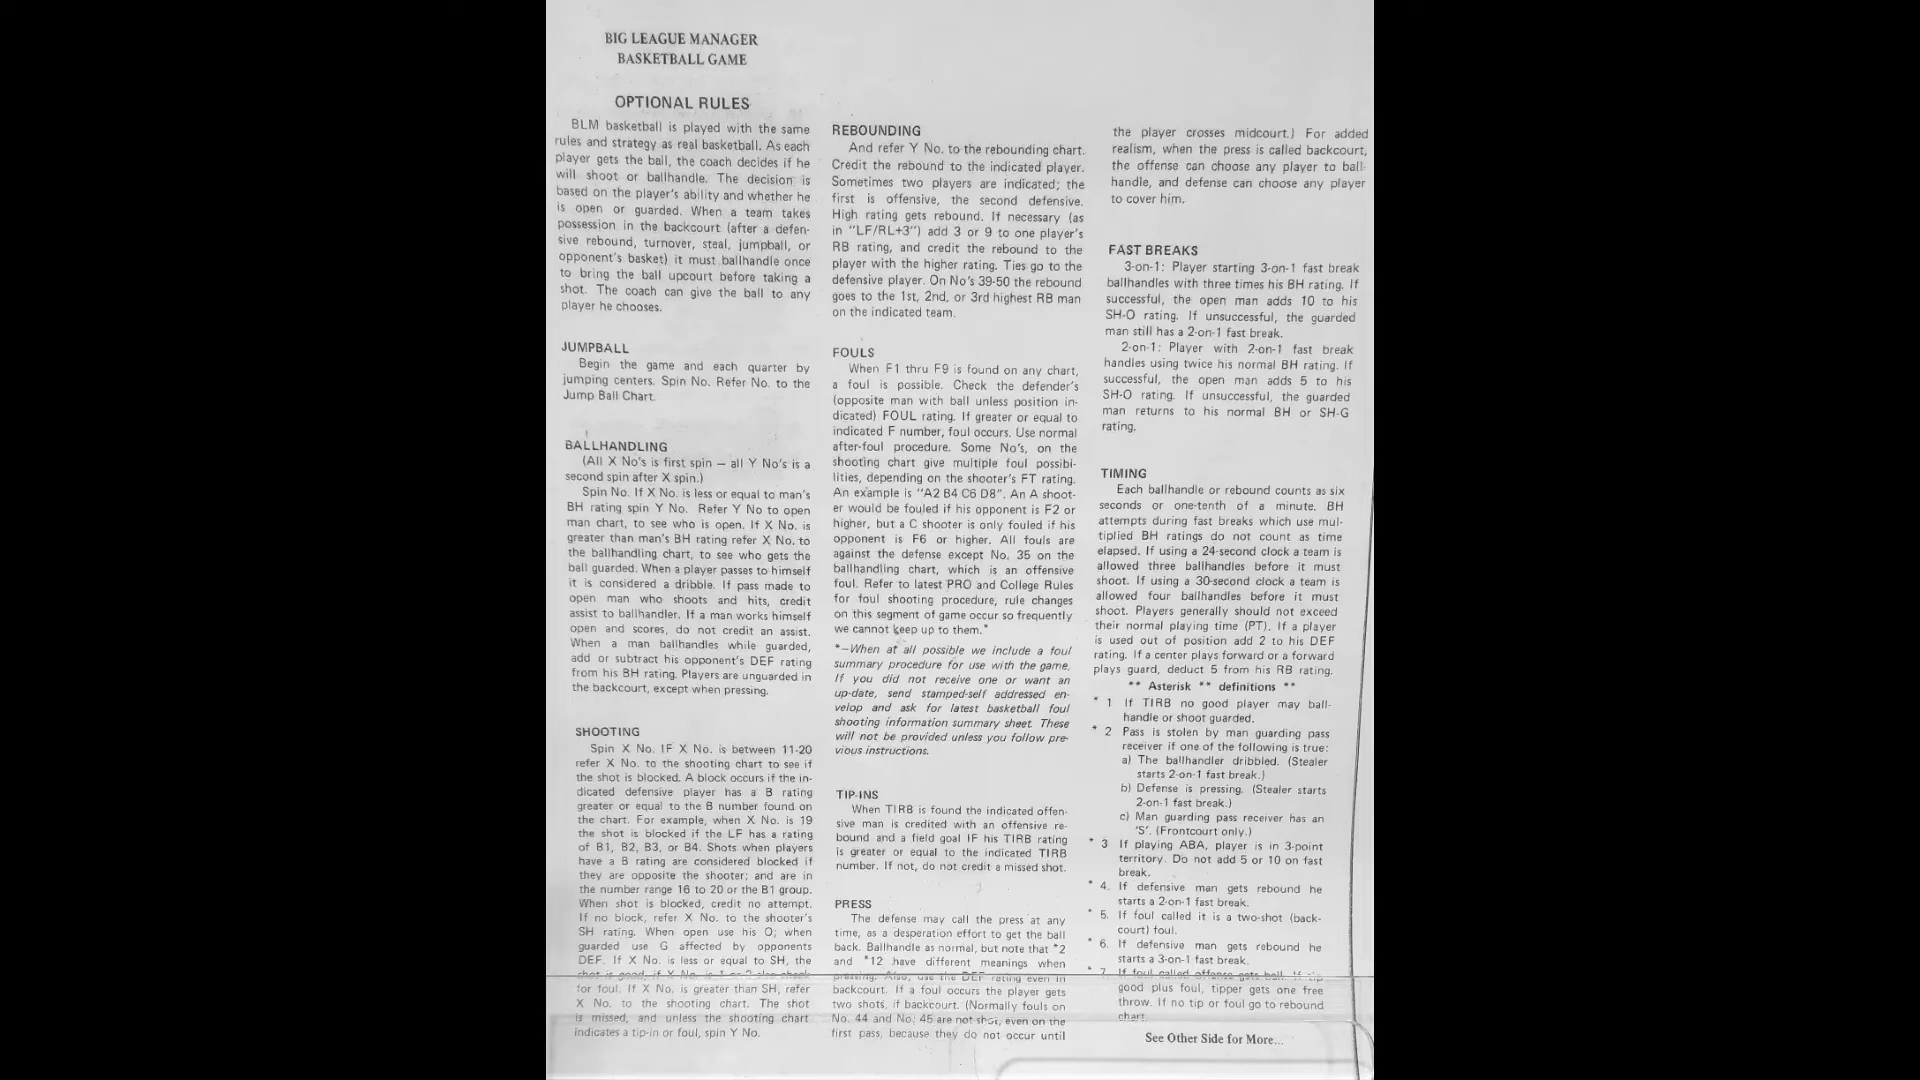 BIG LEAGUE MANAGER
BASKETBALL GAME
OPTIONAL RULES
BLM basketball is played with the same
rules and strategy as real basketball. As each
player gets the ball, the coach decides if he
will shoot or ballhandle. The decision is
based on the player's ability and whether he
is open or guarded. When a team takes
possession in the backcourt (after a defen-
sive rebound, turnover, steal, jumpball, or
opponent's basket) it must ballhandle once
to bring the ball upcourt before taking a
shot. The coach can give the ball to any
player he chooses.
JUMPBALL
Begin the game and each quarter by
jumping centers. Spin No. Refer No. to the
Jump Ball Chart.
BALLHANDLING
(All X No's is first spin — all Y No's is a
second spin after X spin.)
Spin No. If X No. is less or equal to man's
BH rating spin Y No. Refer Y No to open
man chart, to see who is open. If X No. is
greater than man's BH rating refer X No. to
the ballhandling chart, to see who gets the
ball guarded. When a player passes to himself
it is considered a dribble. If pass made to
open man who shoots and hits, credit
assist to ballhandler. If a man works himself
open and scores, do not credit an assist.
When a man ballhandles while guarded,
add or subtract his opponent's DEF rating
from his BH rating. Players are unguarded in
the backcourt, except when pressing.
SHOOTING
Spin X No. IF X No. is between 11-20
refer X No. to the shooting chart to see if
the shot is blocked. A block occurs if the in-
dicated defensive player has a B rating
greater or equal to the B number found on
the chart. For example, when X No. is 19
the shot is blocked if the LF has a rating
of B1, B2, B3, or B4. Shots when players
have a B rating are considered blocked if
they are opposite the shooter; and are in
the number range 16 to 20 or the B1 group.
When shot is blocked, credit no attempt.
If no block, refer X No. to the shooter's
SH rating. When open use his O; when
guarded use G affected by opponents
DEF. If X No. is less or equal to SH, the
shot is good, if X No. is 1 or 2 also check
for foul. If X No. is greater than SH, refer
X No. to the shooting chart. The shot
is missed, and unless the shooting chart
indicates a tip-in or foul, spin Y No.
REBOUNDING
And refer Y No. to the rebounding chart.
Credit the rebound to the indicated player.
Sometimes two players are indicated; the
first is offensive, the second defensive.
High rating gets rebound. If necessary (as
in "LF/RL+3") add 3 or 9 to one player's
RB rating, and credit the rebound to the
player with the higher rating. Ties go to the
defensive player. On No's 39-50 the rebound
goes to the 1st, 2nd, or 3rd highest RB man
on the indicated team.
FOULS
When F1 thru F9 is found on any chart,
a foul is possible. Check the defender's
(opposite man with ball unless position in-
dicated) FOUL rating. If greater or equal to
indicated F number, foul occurs. Use normal
after-foul procedure. Some No's, on the
shooting chart give multiple foul possibi-
lities, depending on the shooter's FT rating.
An example is "A2 B4 C6 D8". An A shoot-
er would be fouled if his opponent is F2 or
higher, but a C shooter is only fouled if his
opponent is F6 or higher. All fouls are
against the defense except No. 35 on the
ballhandling chart, which is an offensive
foul. Refer to latest PRO and College Rules
for foul shooting procedure, rule changes
on this segment of game occur so frequently
we cannot keep up to them.*
*—When at all possible we include a foul
summary procedure for use with the game,
If you did not receive one or want an
up-date, send stamped-self addressed en-
velop and ask for latest basketball foul
shooting information summary sheet. These
will not be provided unless you follow pre-
vious instructions.
TIP-INS
When TIRB is found the indicated offen-
sive man is credited with an offensive re-
bound and a field goal IF his TIRB rating
is greater or equal to the indicated TIRB
number. If not, do not credit a missed shot.
PRESS
The defense may call the press at any
time, as a desperation effort to get the ball
back. Ballhandle as normal, but note that *2
and *12 have different meanings when
pressing. Also, use the DEF rating even in
backcourt. If a foul occurs the player gets
two shots, if backcourt. (Normally fouls on
No. 44 and No. 45 are not shot, even on the
first pass, because they do not occur until
the player crosses midcourt.) For added
realism, when the press is called backcourt,
the offense can choose any player to ball-
handle, and defense can choose any player
to cover him.
FAST BREAKS
3-on-1: Player starting 3-on-1 fast break
ballhandles with three times his BH rating. If
successful, the open man adds 10 to his
SH-O rating. If unsuccessful, the guarded
man still has a 2-on-1 fast break.
2-on-1: Player with 2-on-1 fast break
handles using twice his normal BH rating. If
successful, the open man adds 5 to his
SH-O rating. If unsuccessful, the guarded
man returns to his normal BH or SH-G
rating.
TIMING
Each ballhandle or rebound counts as six
seconds or one-tenth of a minute. BH
attempts during fast breaks which use mul-
tiplied BH ratings do not count as time
elapsed. If using a 24-second clock a team is
allowed three ballhandles before it must
shoot. If using a 30-second clock a team is
allowed four ballhandles before it must
shoot. Players generally should not exceed
their normal playing time (PT). If a player
is used out of position add 2 to his DEF
rating. If a center plays forward or a forward
plays guard, deduct 5 from his RB rating.
** Asterisk ** definitions **
* 1 If TIRB no good player may ball-
handle or shoot guarded.
* 2 Pass is stolen by man guarding pass
receiver if one of the following is true:
a) The ballhandler dribbled. (Stealer
starts 2-on-1 fast break.)
b) Defense is pressing. (Stealer starts
2-on-1 fast break.)
c) Man guarding pass receiver has an
'S'. (Frontcourt only.)
* 3 If playing ABA, player is in 3-point
territory. Do not add 5 or 10 on fast
break.
* 4. If defensive man gets rebound he
starts a 2-on-1 fast break.
* 5. If foul called it is a two-shot (back-
court) foul.
* 6. If defensive man gets rebound he
starts a 3-on-1 fast break.
* 7. If foul called offense gets ball. If tip
good plus foul, tipper gets one free
throw. If no tip or foul go to rebound
chart.
See Other Side for More...